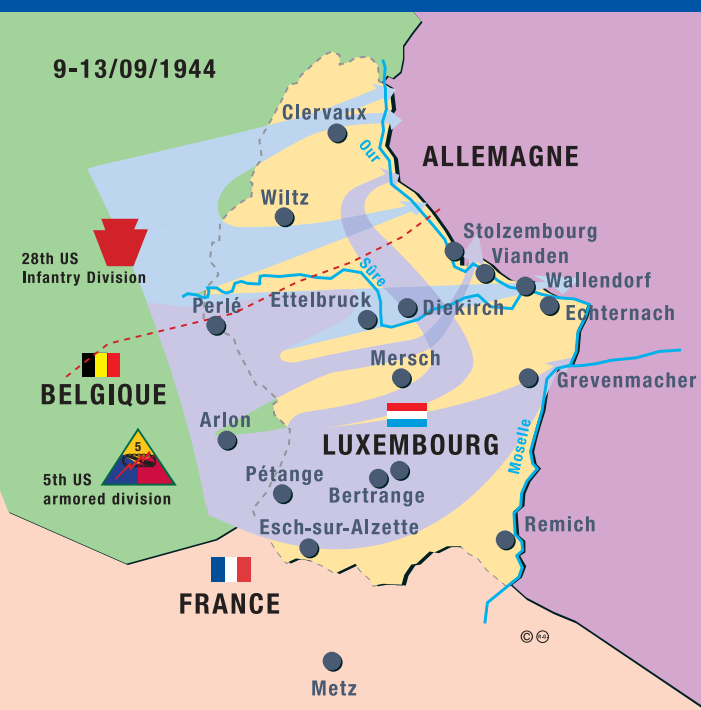 9-13/09/1944
Clervaux
Our
ALLEMAGNE
Wiltz
28th US
Infantry Division
Stolzembourg
Vianden
Sûre
Wallendorf
Perlé
Ettelbruck
Diekirch
Echternach
Mersch
BELGIQUE
Grevenmacher
Arlon
5
LUXEMBOURG
Moselle
5th US
armored division
Pétange
Bertrange
Esch-sur-Alzette
Remich
FRANCE
©
Metz